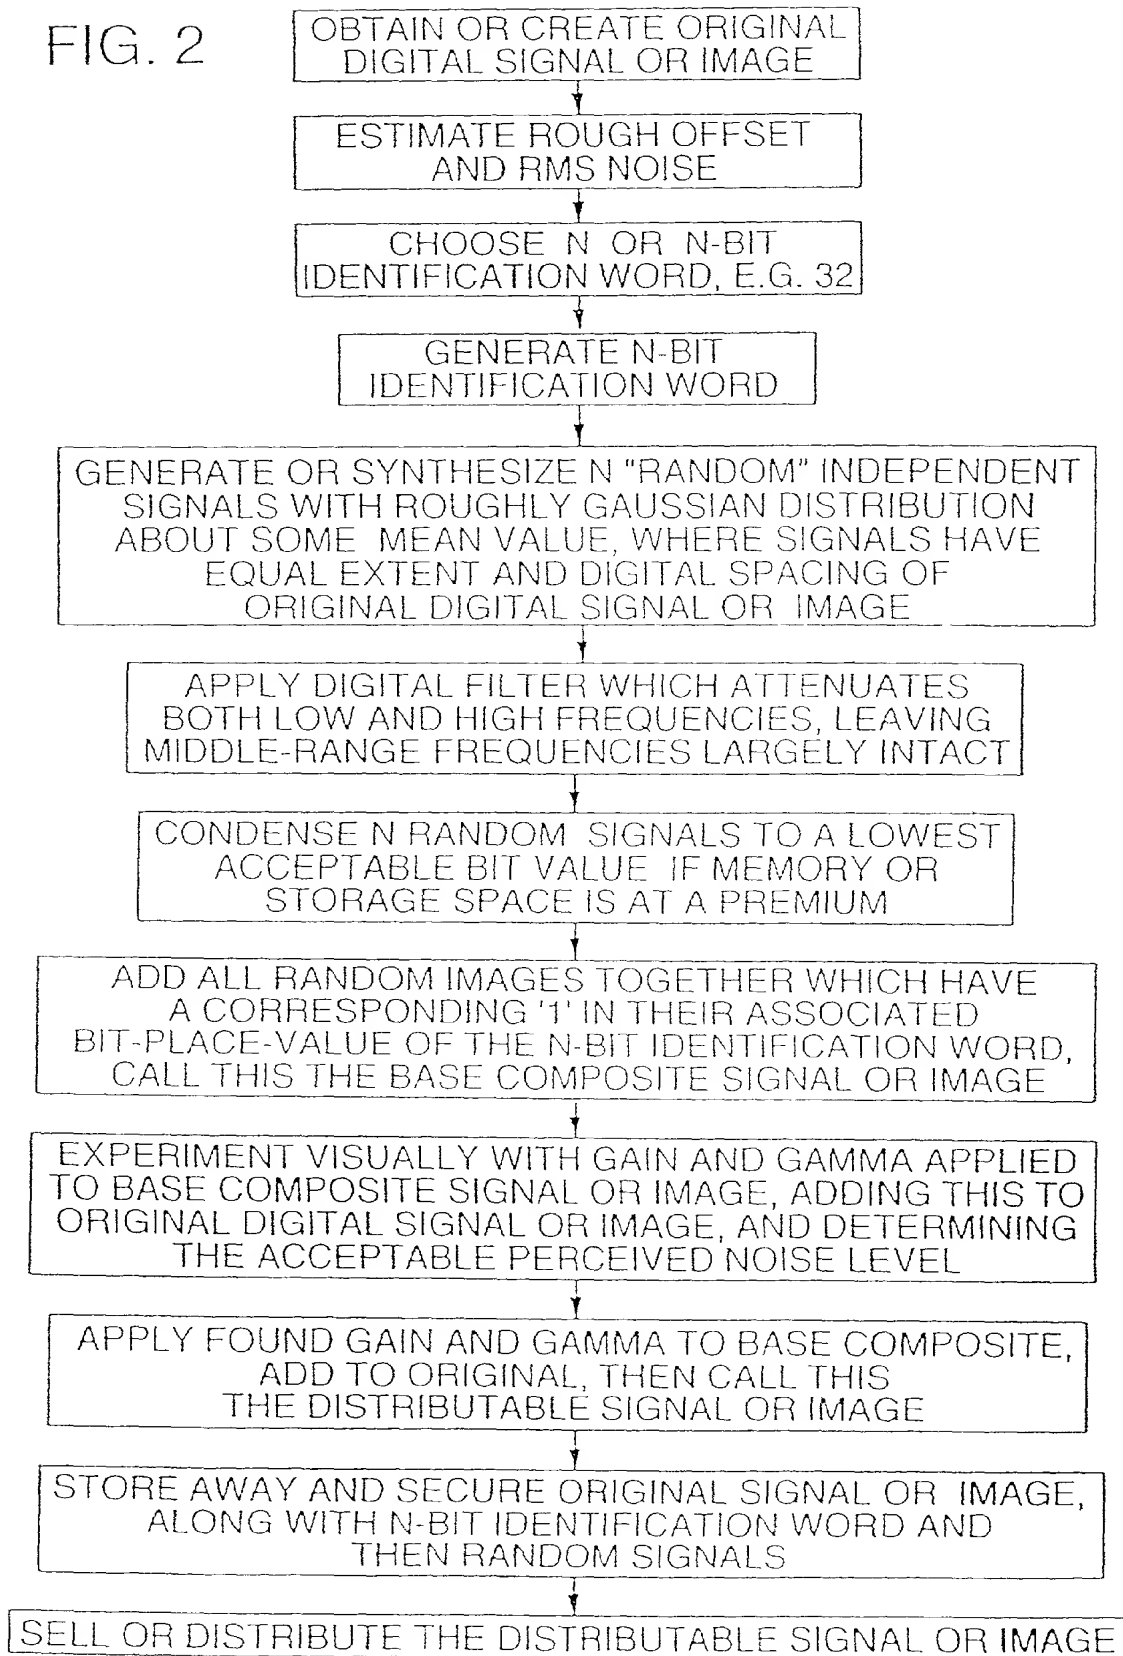 FIG. 2
OBTAIN OR CREATE ORIGINAL
DIGITAL SIGNAL OR IMAGE
ESTIMATE ROUGH OFFSET
AND RMS NOISE
CHOOSE N OR N-BIT
IDENTIFICATION WORD, E.G. 32
GENERATE N-BIT
IDENTIFICATION WORD
GENERATE OR SYNTHESIZE N "RANDOM" INDEPENDENT
SIGNALS WITH ROUGHLY GAUSSIAN DISTRIBUTION
ABOUT SOME MEAN VALUE, WHERE SIGNALS HAVE
EQUAL EXTENT AND DIGITAL SPACING OF
ORIGINAL DIGITAL SIGNAL OR IMAGE
APPLY DIGITAL FILTER WHICH ATTENUATES
BOTH LOW AND HIGH FREQUENCIES, LEAVING
MIDDLE-RANGE FREQUENCIES LARGELY INTACT
CONDENSE N RANDOM SIGNALS TO A LOWEST
ACCEPTABLE BIT VALUE IF MEMORY OR
STORAGE SPACE IS AT A PREMIUM
ADD ALL RANDOM IMAGES TOGETHER WHICH HAVE
A CORRESPONDING '1' IN THEIR ASSOCIATED
BIT-PLACE-VALUE OF THE N-BIT IDENTIFICATION WORD,
CALL THIS THE BASE COMPOSITE SIGNAL OR IMAGE
EXPERIMENT VISUALLY WITH GAIN AND GAMMA APPLIED
TO BASE COMPOSITE SIGNAL OR IMAGE, ADDING THIS TO
ORIGINAL DIGITAL SIGNAL OR IMAGE, AND DETERMINING
THE ACCEPTABLE PERCEIVED NOISE LEVEL
APPLY FOUND GAIN AND GAMMA TO BASE COMPOSITE,
ADD TO ORIGINAL, THEN CALL THIS
THE DISTRIBUTABLE SIGNAL OR IMAGE
STORE AWAY AND SECURE ORIGINAL SIGNAL OR IMAGE,
ALONG WITH N-BIT IDENTIFICATION WORD AND
THEN RANDOM SIGNALS
SELL OR DISTRIBUTE THE DISTRIBUTABLE SIGNAL OR IMAGE